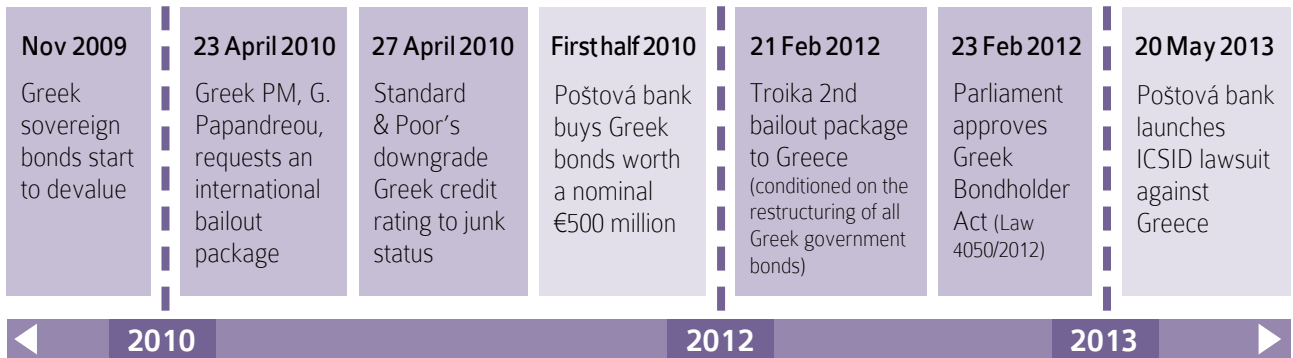 Nov 2009
Greek
sovereign
bonds start
to devalue
23 April 2010
Greek PM, G.
Papandreou,
requests an
international
bailout
package
27 April 2010
Standard
& Poor's
downgrade
Greek credit
rating to junk
status
First half 2010
Poštová bank
buys Greek
bonds worth
a nominal
€500 million
21 Feb 2012
Troika 2nd
bailout package
to Greece
(conditioned on the
restructuring of all
Greek government
bonds)
23 Feb 2012
Parliament
approves
Greek
Bondholder
Act (Law
4050/2012)
20 May 2013
Poštová bank
launches
ICSID lawsuit
against
Greece
2010
2012
2013